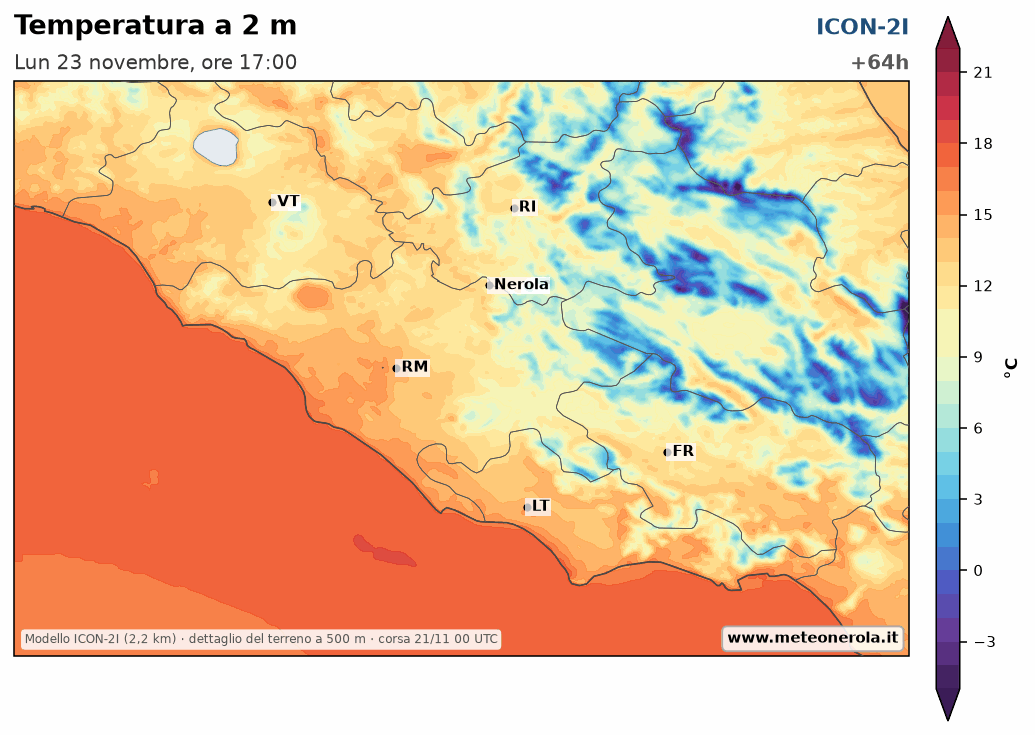 Temperatura a 2 m
ICON-2I
Lun 23 novembre, ore 17:00
+64h
21
18
15
12
9
6
3
0
−3
°C
VT
RI
Nerola
RM
FR
LT
Modello ICON-2I (2,2 km) · dettaglio del terreno a 500 m · corsa 21/11 00 UTC
www.meteonerola.it